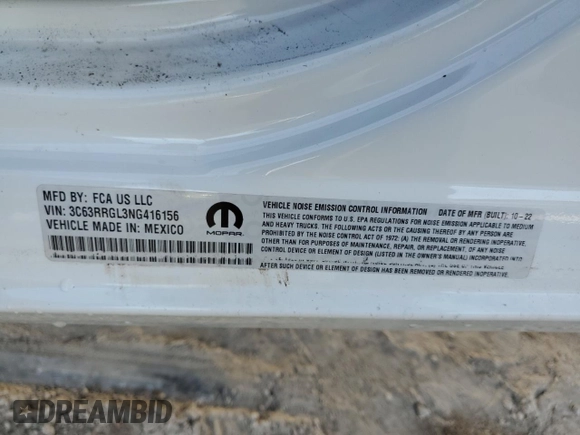 MFD BY: FCA US LLC
VIN: 3C63RRGL3NG416156
VEHICLE MADE IN: MEXICO
MOPAR
VEHICLE NOISE EMISSION CONTROL INFORMATION DATE OF MFR (BUILT): 10-22
THIS VEHICLE CONFORMS TO U.S. EPA REGULATIONS FOR NOISE EMISSION APPLICABLE TO MEDIUM
AND HEAVY TRUCKS. THE FOLLOWING ACTS OR THE CAUSING THEREOF BY ANY PERSON ARE
PROHIBITED BY THE NOISE CONTROL ACT OF 1972: (A) THE REMOVAL OR RENDERING INOPERATIVE,
OTHER THAN FOR PURPOSES OF MAINTENANCE, REPAIR, OR REPLACEMENT, OF ANY NOISE
CONTROL DEVICE OR ELEMENT OF DESIGN (LISTED IN THE OWNER'S MANUAL) INCORPORATED INTO
AFTER SUCH DEVICE OR ELEMENT OF DESIGN HAS BEEN REMOVED OR RENDERED INOPERATIVE.
DREAMBID